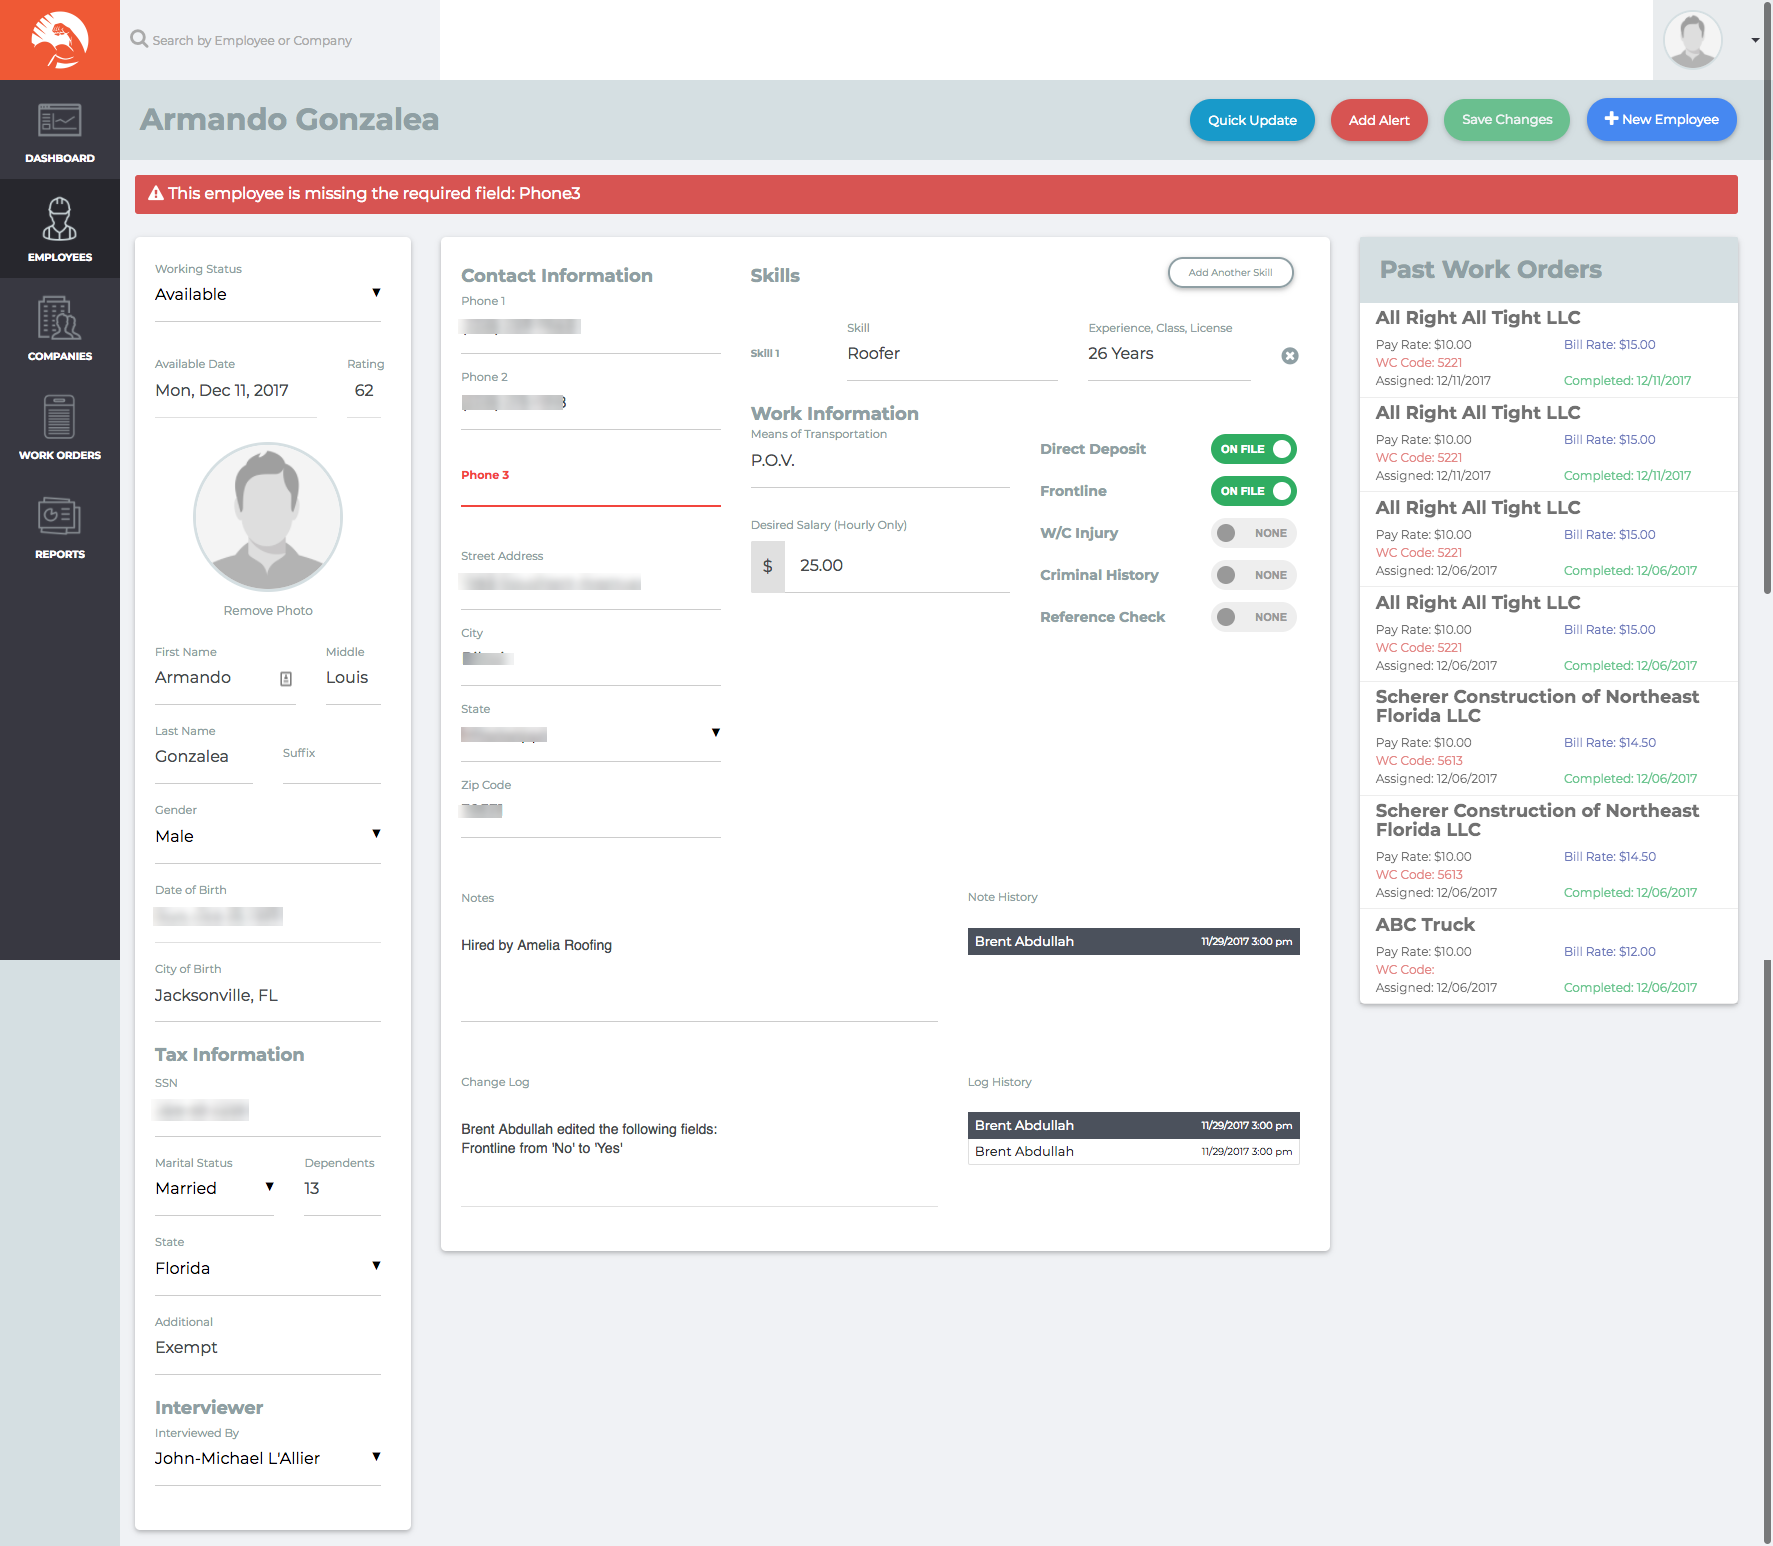 Search by Employee or Company
DASHBOARD
EMPLOYEES
COMPANIES
WORK ORDERS
REPORTS
Armando Gonzalea
Quick Update
Add Alert
Save Changes
New Employee
This employee is missing the required field: Phone3
Working Status
Available
Available Date Rating
Mon, Dec 11, 2017 62
Remove Photo
First Name Middle
Armando Louis
Last Name
Gonzalea Suffix
Gender
Male
Date of Birth
City of Birth
Jacksonville, FL
Tax Information
SSN
Marital Status Dependents
Married 13
State
Florida
Additional
Exempt
Interviewer
Interviewed By
John-Michael L'Allier
Contact Information
Phone 1
Phone 2
Phone 3
Street Address
City
State
Zip Code
Skills
Add Another Skill
Skill Experience, Class, License
Skill 1 Roofer 26 Years
Work Information
Means of Transportation
P.O.V.
Desired Salary (Hourly Only)
$ 25.00
Direct Deposit ON FILE
Frontline ON FILE
W/C Injury NONE
Criminal History NONE
Reference Check NONE
Notes
Hired by Amelia Roofing
Note History
Brent Abdullah 11/29/2017 3:00 pm
Change Log
Brent Abdullah edited the following fields:
Frontline from 'No' to 'Yes'
Log History
Brent Abdullah 11/29/2017 3:00 pm
Brent Abdullah 11/29/2017 3:00 pm
Past Work Orders
All Right All Tight LLC
Pay Rate: $10.00 Bill Rate: $15.00
WC Code: 5221
Assigned: 12/11/2017 Completed: 12/11/2017
All Right All Tight LLC
Pay Rate: $10.00 Bill Rate: $15.00
WC Code: 5221
Assigned: 12/11/2017 Completed: 12/11/2017
All Right All Tight LLC
Pay Rate: $10.00 Bill Rate: $15.00
WC Code: 5221
Assigned: 12/06/2017 Completed: 12/06/2017
All Right All Tight LLC
Pay Rate: $10.00 Bill Rate: $15.00
WC Code: 5221
Assigned: 12/06/2017 Completed: 12/06/2017
Scherer Construction of Northeast
Florida LLC
Pay Rate: $10.00 Bill Rate: $14.50
WC Code: 5613
Assigned: 12/06/2017 Completed: 12/06/2017
Scherer Construction of Northeast
Florida LLC
Pay Rate: $10.00 Bill Rate: $14.50
WC Code: 5613
Assigned: 12/06/2017 Completed: 12/06/2017
ABC Truck
Pay Rate: $10.00 Bill Rate: $12.00
WC Code:
Assigned: 12/06/2017 Completed: 12/06/2017